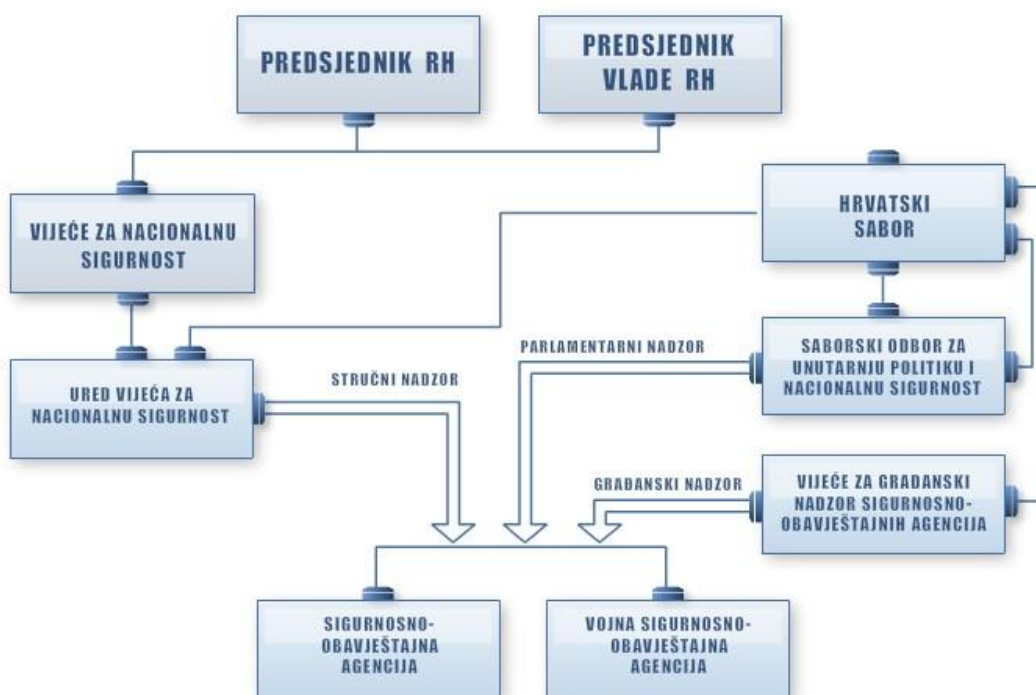 PREDSJEDNIK RH
PREDSJEDNIK
VLADE RH
VIJEĆE ZA NACIONALNU
SIGURNOST
HRVATSKI
SABOR
URED VIJEĆA ZA
NACIONALNU SIGURNOST
STRUČNI NADZOR
PARLAMENTARNI NADZOR
SABORSKI ODBOR ZA
UNUTARNJU POLITIKU I
NACIONALNU SIGURNOST
GRAĐANSKI NADZOR
VIJEĆE ZA GRAĐANSKI
NADZOR SIGURNOSNO-
OBAVJEŠTAJNIH AGENCIJA
SIGURNOSNO-
OBAVJEŠTAJNA
AGENCIJA
VOJNA SIGURNOSNO-
OBAVJEŠTAJNA
AGENCIJA